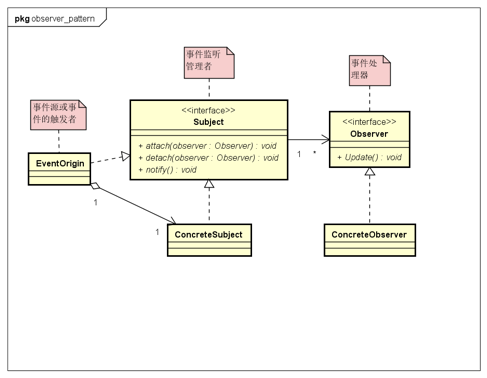 pkg observer_pattern
事件监听
管理者
事件处
理器
事件源或事
件的触发者
<<interface>>
Subject
+ attach(observer : Observer) : void
+ detach(observer : Observer) : void
+ notify() : void
<<interface>>
Observer
+ Update() : void
1
*
EventOrigin
1
1
ConcreteSubject
ConcreteObserver